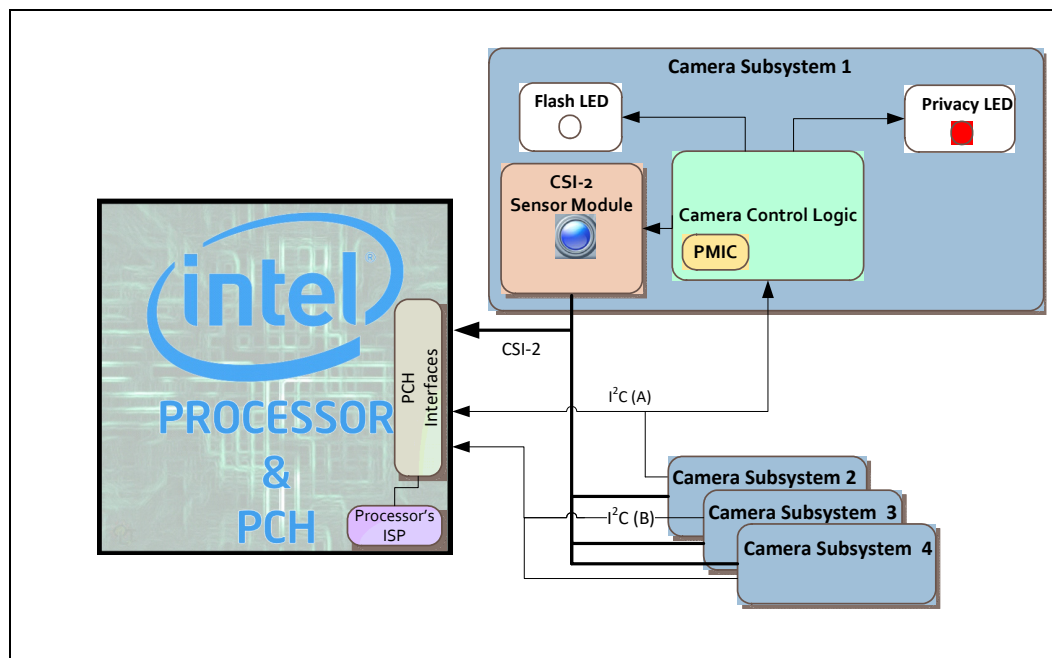 Camera Subsystem 1
Flash LED
Privacy LED
CSI-2
Sensor Module
Camera Control Logic
PMIC
intel
®
PROCESSOR
&
PCH
PCH
Interfaces
Processor's
ISP
CSI-2
I²C (A)
I²C (B)
Camera Subsystem 2
Camera Subsystem 3
Camera Subsystem 4